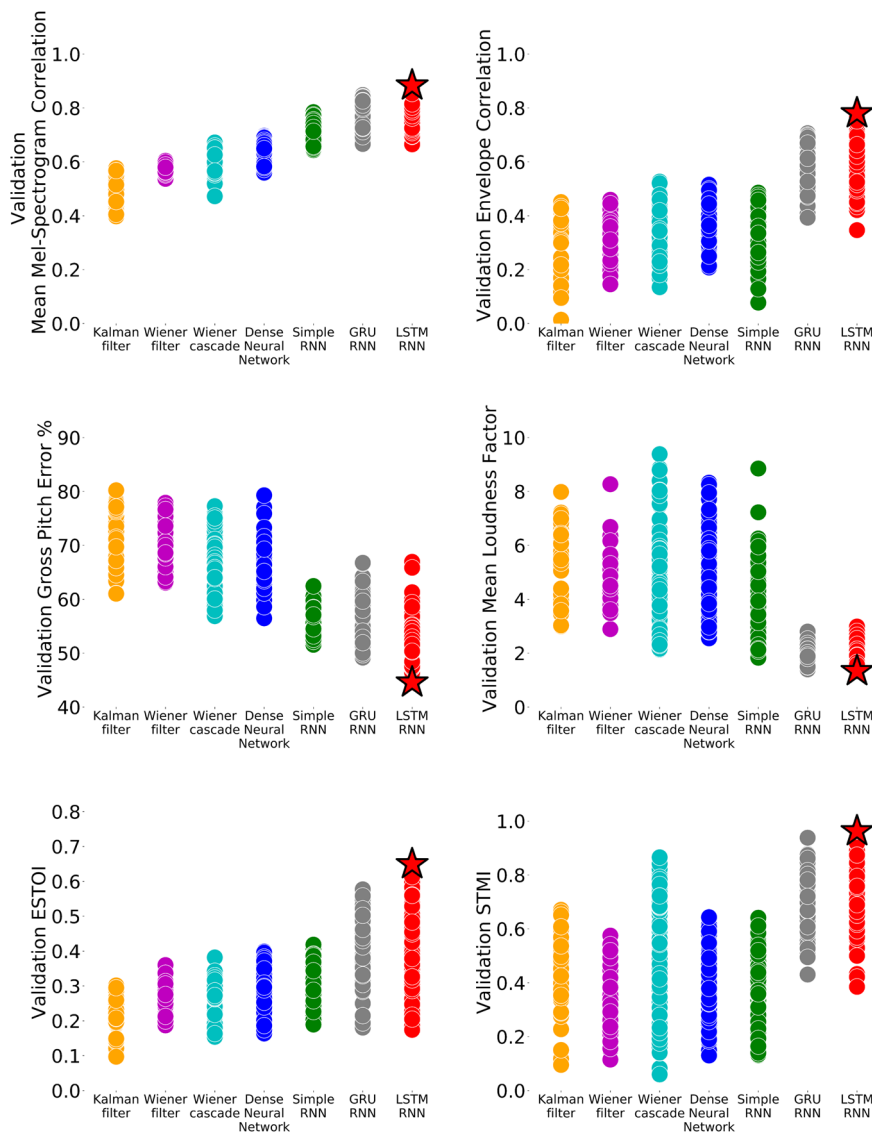 Validation
Mean Mel-Spectrogram Correlation
1.0
0.8
0.6
0.4
0.2
0.0
Kalman filter
Wiener filter
Wiener cascade
Dense Neural Network
Simple RNN
GRU RNN
LSTM RNN
Validation Envelope Correlation
1.0
0.8
0.6
0.4
0.2
0.0
Kalman filter
Wiener filter
Wiener cascade
Dense Neural Network
Simple RNN
GRU RNN
LSTM RNN
Validation Gross Pitch Error %
90
80
70
60
50
40
Kalman filter
Wiener filter
Wiener cascade
Dense Neural Network
Simple RNN
GRU RNN
LSTM RNN
Validation Mean Loudness Factor
10
8
6
4
2
0
Kalman filter
Wiener filter
Wiener cascade
Dense Neural Network
Simple RNN
GRU RNN
LSTM RNN
Validation ESTOI
0.8
0.7
0.6
0.5
0.4
0.3
0.2
0.1
0.0
Kalman filter
Wiener filter
Wiener cascade
Dense Neural Network
Simple RNN
GRU RNN
LSTM RNN
Validation STMI
1.0
0.8
0.6
0.4
0.2
0.0
Kalman filter
Wiener filter
Wiener cascade
Dense Neural Network
Simple RNN
GRU RNN
LSTM RNN